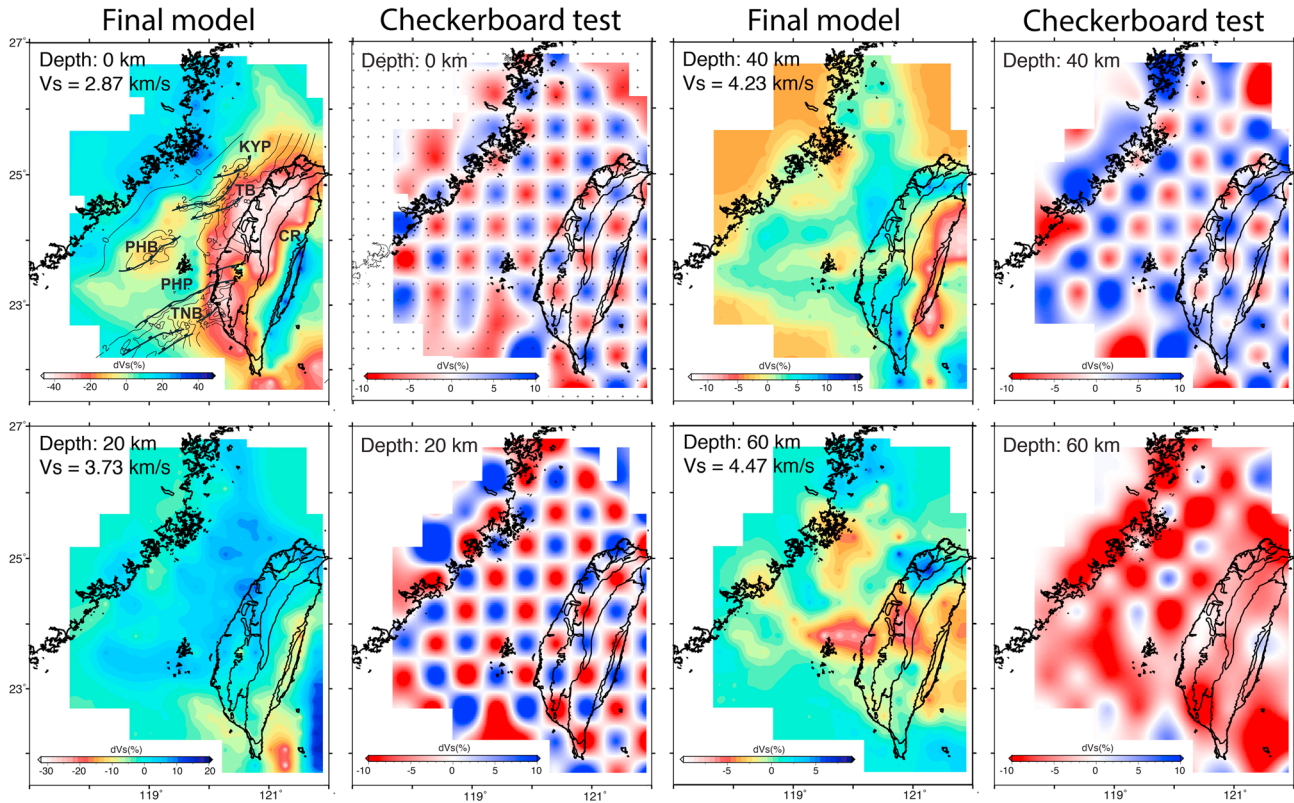 Final model
Checkerboard test
Final model
Checkerboard test
27°
25°
23°
Depth: 0 km
Vs = 2.87 km/s
KYP
TB
CR
PHB
PHP
TNB
dVs(%)
-40 -20 0 20 40
Depth: 0 km
dVs(%)
-10 -5 0 5 10
Depth: 40 km
Vs = 4.23 km/s
dVs(%)
-10 -5 0 5 10 15
Depth: 40 km
dVs(%)
-10 -5 0 5 10
27°
25°
23°
Depth: 20 km
Vs = 3.73 km/s
dVs(%)
-30 -20 -10 0 10 20
119° 121°
Depth: 20 km
dVs(%)
-10 -5 0 5 10
119° 121°
Depth: 60 km
Vs = 4.47 km/s
dVs(%)
-5 0 5
119° 121°
Depth: 60 km
dVs(%)
-10 -5 0 5 10
119° 121°